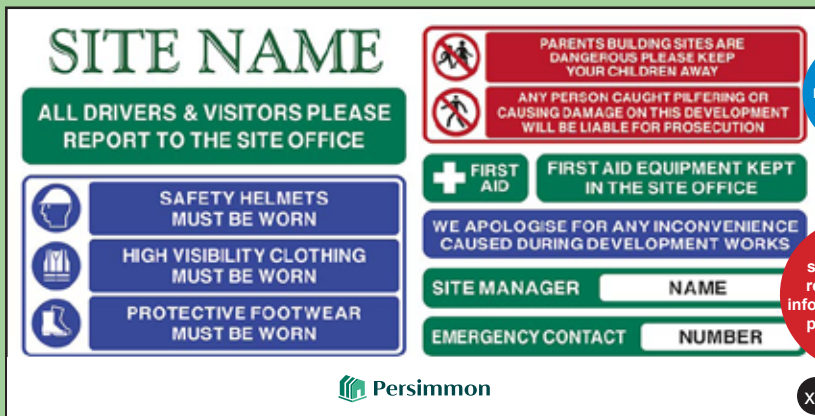 SITE NAME
ALL DRIVERS & VISITORS PLEASE
REPORT TO THE SITE OFFICE
SAFETY HELMETS
MUST BE WORN
HIGH VISIBILITY CLOTHING
MUST BE WORN
PROTECTIVE FOOTWEAR
MUST BE WORN
PARENTS BUILDING SITES ARE
DANGEROUS PLEASE KEEP
YOUR CHILDREN AWAY
ANY PERSON CAUGHT PILFERING OR
CAUSING DAMAGE ON THIS DEVELOPMENT
WILL BE LIABLE FOR PROSECUTION
FIRST
AID
FIRST AID EQUIPMENT KEPT
IN THE SITE OFFICE
WE APOLOGISE FOR ANY INCONVENIENCE
CAUSED DURING DEVELOPMENT WORKS
SITE MANAGER NAME
EMERGENCY CONTACT NUMBER
Persimmon